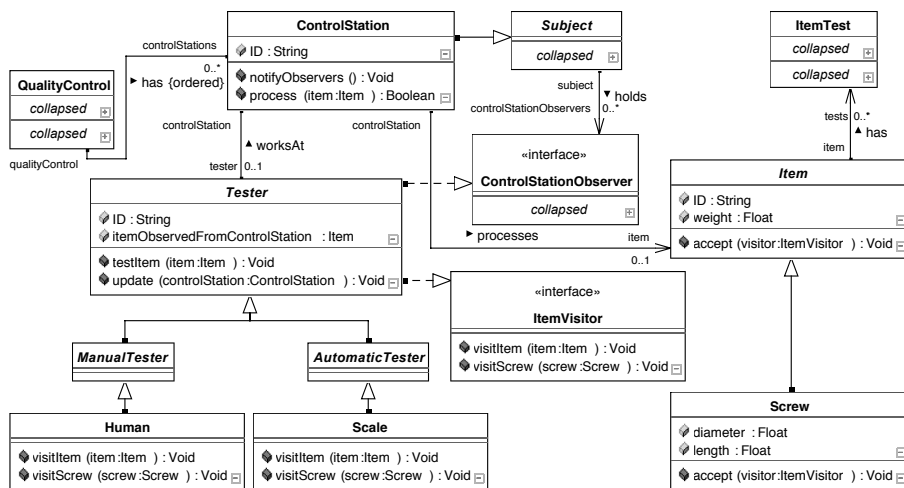 ControlStation
ID : String
notifyObservers () : Void
process (item:Item ) : Boolean
Subject
collapsed
ItemTest
collapsed
collapsed
controlStations
0..*
has {ordered}
QualityControl
collapsed
collapsed
qualityControl
subject
holds
controlStationObservers
0..*
tests
0..*
has
item
controlStation
worksAt
tester
0..1
controlStation
«interface»
ControlStationObserver
collapsed
processes
item
0..1
Tester
ID : String
itemObservedFromControlStation : Item
testItem (item:Item ) : Void
update (controlStation:ControlStation ) : Void
Item
ID : String
weight : Float
accept (visitor:ItemVisitor ) : Void
«interface»
ItemVisitor
visitItem (item:Item ) : Void
visitScrew (screw:Screw ) : Void
ManualTester
AutomaticTester
Human
visitItem (item:Item ) : Void
visitScrew (screw:Screw ) : Void
Scale
visitItem (item:Item ) : Void
visitScrew (screw:Screw ) : Void
Screw
diameter : Float
length : Float
accept (visitor:ItemVisitor ) : Void